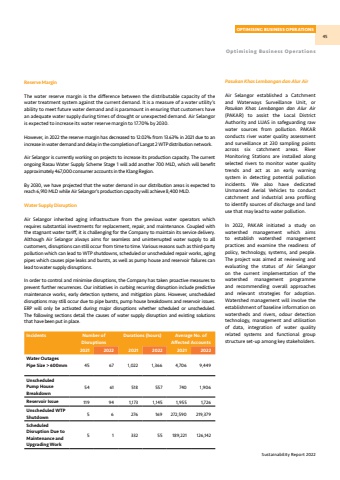 OPTIMISING BUSINESS OPERATIONS
45
Optimising Business Operations
Reserve Margin
The water reserve margin is the difference between the distributable capacity of the
water treatment system against the current demand. It is a measure of a water utility's
ability to meet future water demand and is paramount in ensuring that customers have
an adequate water supply during times of drought or unexpected demand. Air Selangor
is expected to increase its water reserve margin to 17.70% by 2030.
However, in 2022 the reserve margin has decreased to 12.02% from 13.63% in 2021 due to an
increase in water demand and delay in the completion of Langat 2 WTP distribution network.
Air Selangor is currently working on projects to increase its production capacity. The current
ongoing Rasau Water Supply Scheme Stage 1 will add another 700 MLD, which will benefit
approximately 467,000 consumer accounts in the Klang Region.
By 2030, we have projected that the water demand in our distribution areas is expected to
reach 6,910 MLD while Air Selangor's production capacity will achieve 8,400 MLD.
Water Supply Disruption
Air Selangor inherited aging infrastructure from the previous water operators which
requires substantial investments for replacement, repair, and maintenance. Coupled with
the stagnant water tariff, it is challenging for the Company to maintain its service delivery.
Although Air Selangor always aims for seamless and uninterrupted water supply to all
customers, disruptions can still occur from time to time. Various reasons such as third-party
pollution which can lead to WTP shutdowns, scheduled or unscheduled repair works, aging
pipes which causes pipe leaks and bursts, as well as pump house and reservoir failures can
lead to water supply disruptions.
In order to control and minimise disruptions, the Company has taken proactive measures to
prevent further recurrences. Our initiatives in curbing recurring disruption include predictive
maintenance works, early detection systems, and mitigation plans. However, unscheduled
disruptions may still occur due to pipe bursts, pump house breakdowns and reservoir issues.
ERP will only be activated during major disruptions whether scheduled or unscheduled.
The following sections detail the causes of water supply disruption and existing solutions
that have been put in place.
Incidents Number of Disruptions Durations (hours) Average No. of Affected Accounts
2021 2022 2021 2022 2021 2022
Water Outages
Pipe Size > 600mm 45 67 1,022 1,366 4,706 9,449
Unscheduled
Pump House 54 61 513 557 740 1,906
Breakdown
Reservoir Issue 119 94 1,173 1,145 1,955 1,726
Unscheduled WTP
Shutdown 5 6 276 169 272,590 219,379
Scheduled
Disruption Due to
Maintenance and 5 1 332 55 189,221 126,142
Upgrading Work
Pasukan Khas Lembangan dan Alur Air
Air Selangor established a Catchment
and Waterways Surveillance Unit, or
Pasukan Khas Lembangan dan Alur Air
(PAKAR) to assist the Local District
Authority and LUAS in safeguarding raw
water sources from pollution. PAKAR
conducts river water quality assessment
and surveillance at 230 sampling points
across six catchment areas. River
Monitoring Stations are installed along
selected rivers to monitor water quality
trends and act as an early warning
system in detecting potential pollution
incidents. We also have dedicated
Unmanned Aerial Vehicles to conduct
catchment and industrial area profiling
to identify sources of discharge and land
use that may lead to water pollution.
In 2022, PAKAR initiated a study on
watershed management which aims
to establish watershed management
practices and examine the readiness of
policy, technology, systems, and people.
The project was aimed at reviewing and
evaluating the status of Air Selangor
on the current implementation of the
watershed management programme
and recommending overall approaches
and relevant strategies for adoption.
Watershed management will involve the
establishment of baseline information on
watersheds and rivers, odour detection
technology, management and utilisation
of data, integration of water quality
related systems and functional group
structure set-up among key stakeholders.
Sustainability Report 2022